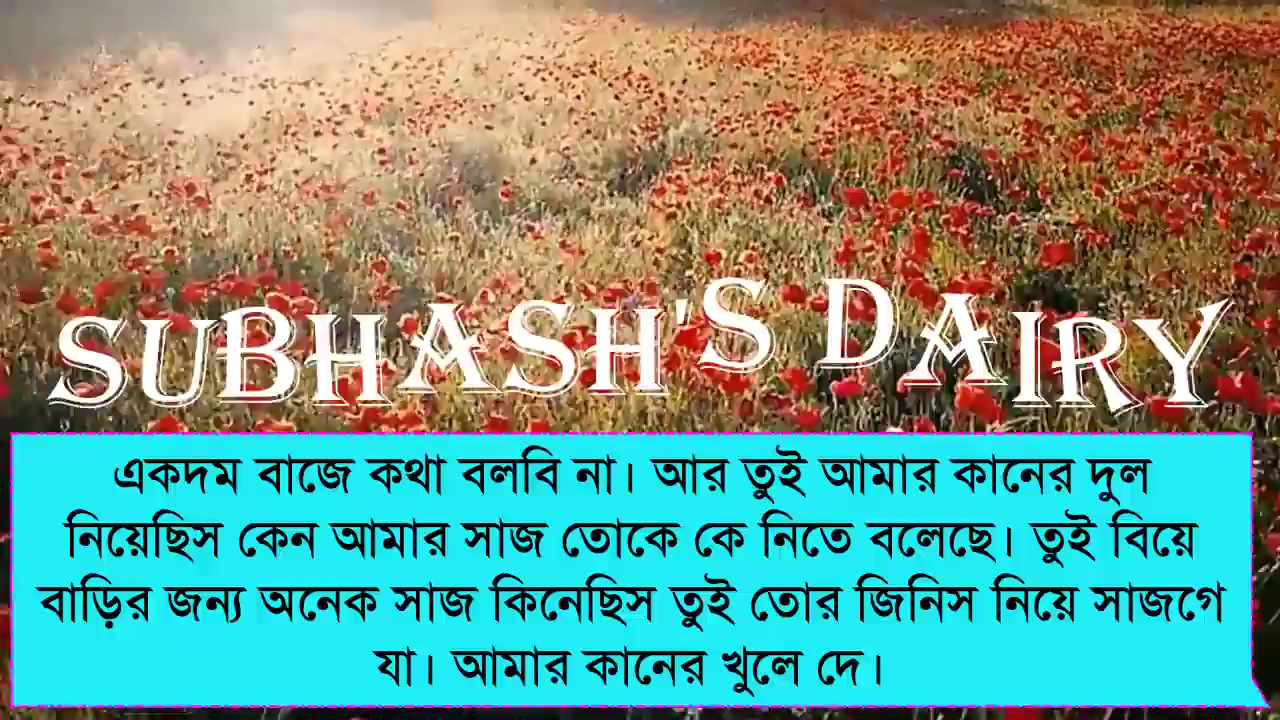 SUBHASH'S DAIRY
একদম বাজে কথা বলবি না। আর তুই আমার কানের দুল
নিয়েছিস কেন আমার সাজ তোকে কে নিতে বলেছে। তুই বিয়ে
বাড়ির জন্য অনেক সাজ কিনেছিস তুই তোর জিনিস নিয়ে সাজগে
যা। আমার কানের খুলে দে।